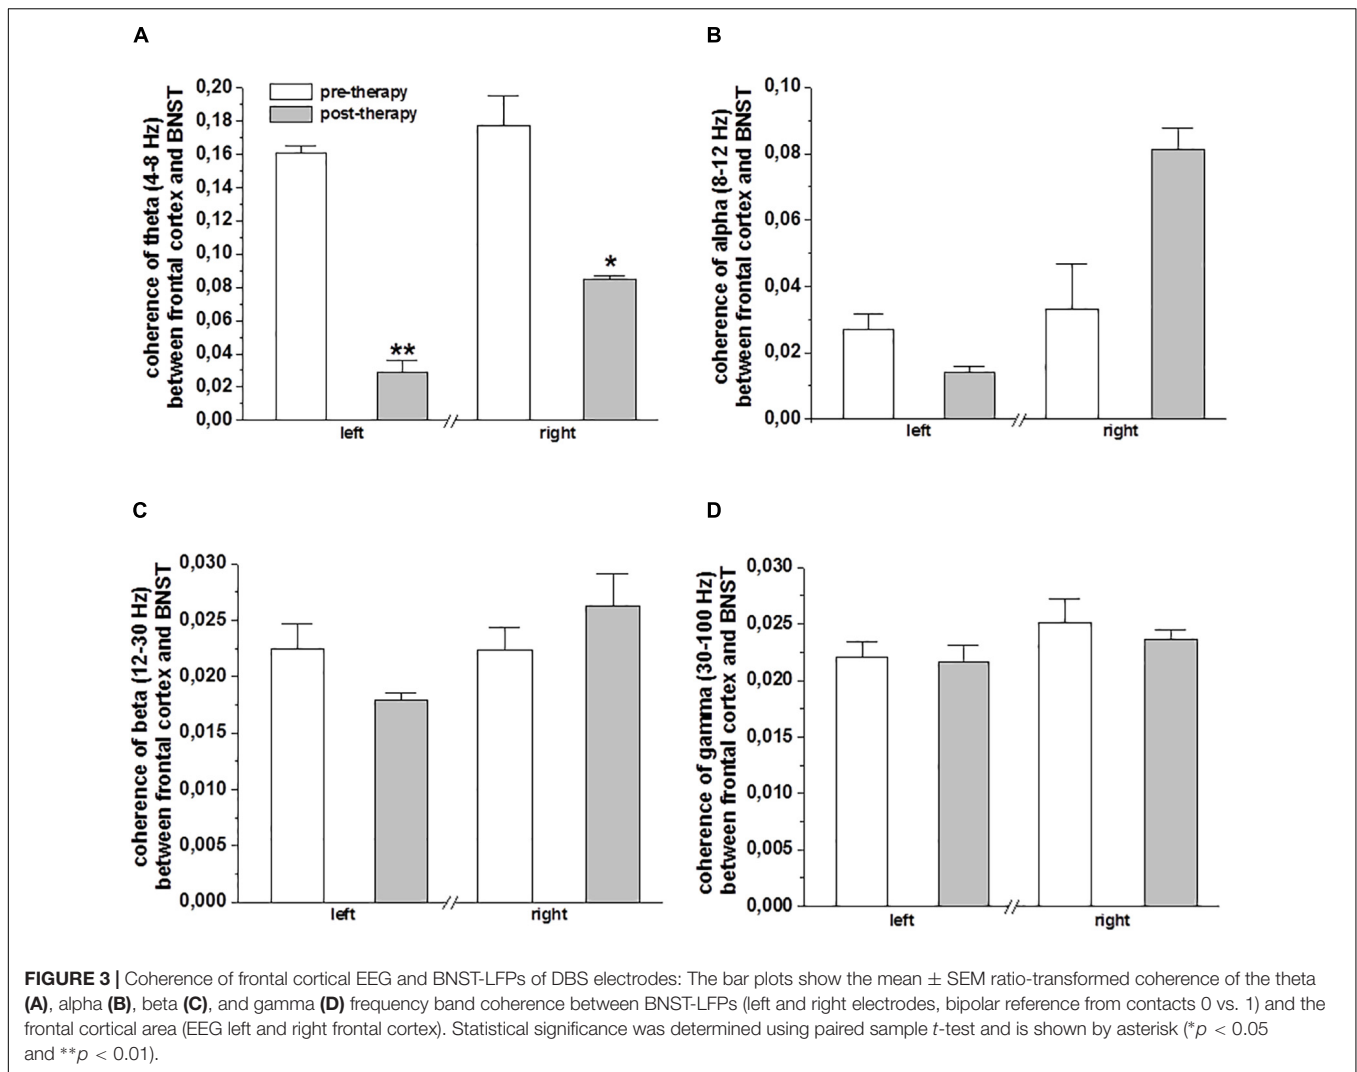 A
coherence of theta (4-8 Hz)
between frontal cortex and BNST
0,20
0,18
0,16
0,14
0,12
0,10
0,08
0,06
0,04
0,02
0,00
pre-therapy
post-therapy
**
*
left
right
B
coherence of alpha (8-12 Hz)
between frontal cortex and BNST
0,10
0,08
0,06
0,04
0,02
0,00
left
right
C
coherence of beta (12-30 Hz)
between frontal cortex and BNST
0,030
0,025
0,020
0,015
0,010
0,005
0,000
left
right
D
coherence of gamma (30-100 Hz)
between frontal cortex and BNST
0,030
0,025
0,020
0,015
0,010
0,005
0,000
left
right
FIGURE 3 | Coherence of frontal cortical EEG and BNST-LFPs of DBS electrodes: The bar plots show the mean ± SEM ratio-transformed coherence of the theta
(A), alpha (B), beta (C), and gamma (D) frequency band coherence between BNST-LFPs (left and right electrodes, bipolar reference from contacts 0 vs. 1) and the
frontal cortical area (EEG left and right frontal cortex). Statistical significance was determined using paired sample t-test and is shown by asterisk (*p < 0.05
and **p < 0.01).